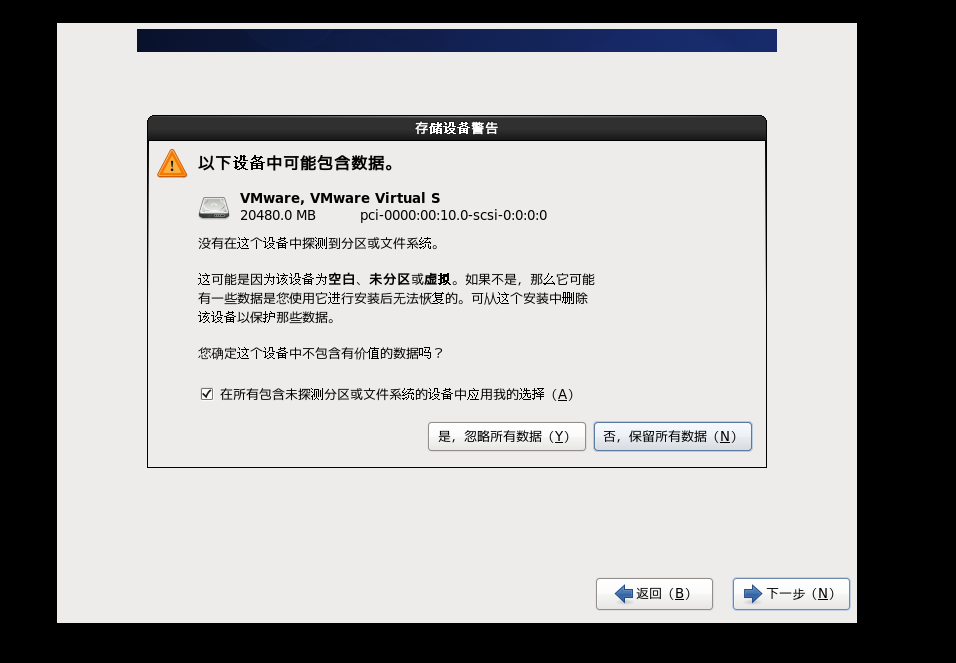 存储设备警告
以下设备中可能包含数据。
VMware, VMware Virtual S
20480.0 MB pci-0000:00:10.0-scsi-0:0:0:0
没有在这个设备中探测到分区或文件系统。
这可能是因为该设备为空白、未分区或虚拟。如果不是，那么它可能
有一些数据是您使用它进行安装后无法恢复的。可从这个安装中删除
该设备以保护那些数据。
您确定这个设备中不包含有价值的数据吗？
在所有包含未探测分区或文件系统的设备中应用我的选择（A）
是，忽略所有数据（Y） 否，保留所有数据（N）
返回（B） 下一步（N）